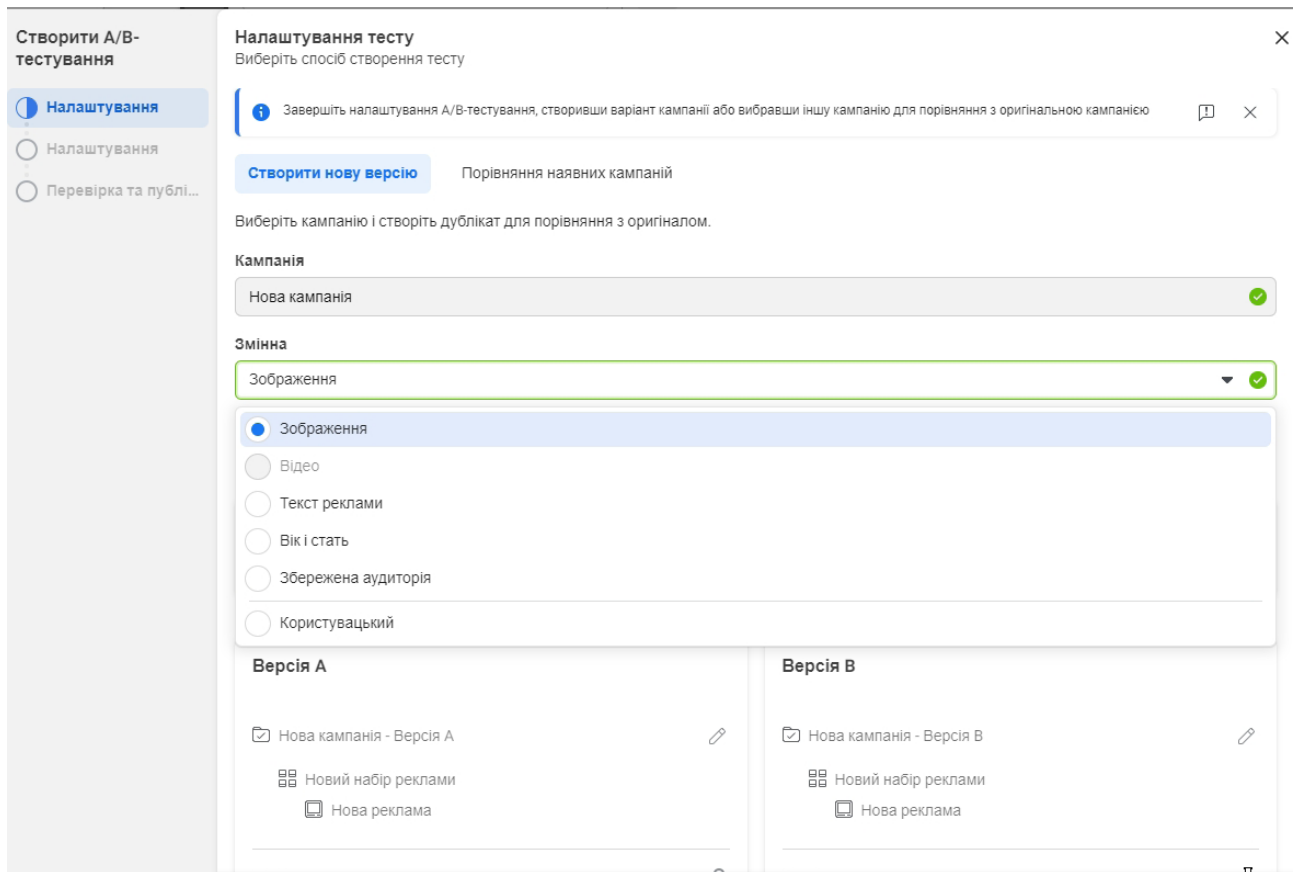 Створити А/В-
тестування
Налаштування
Налаштування
Перевірка та публі...
Налаштування тесту
Виберіть спосіб створення тесту
Завершіть налаштування А/В-тестування, створивши варіант кампанії або вибравши іншу кампанію для порівняння з оригінальною кампанією
Створити нову версію
Порівняння наявних кампаній
Виберіть кампанію і створіть дублікат для порівняння з оригіналом.
Кампанія
Нова кампанія
Змінна
Зображення
Зображення
Відео
Текст реклами
Вік і стать
Збережена аудиторія
Користувацький
Версія A
Версія B
Нова кампанія - Версія A
Нова кампанія - Версія B
Новий набір реклами
Новий набір реклами
Нова реклама
Нова реклама